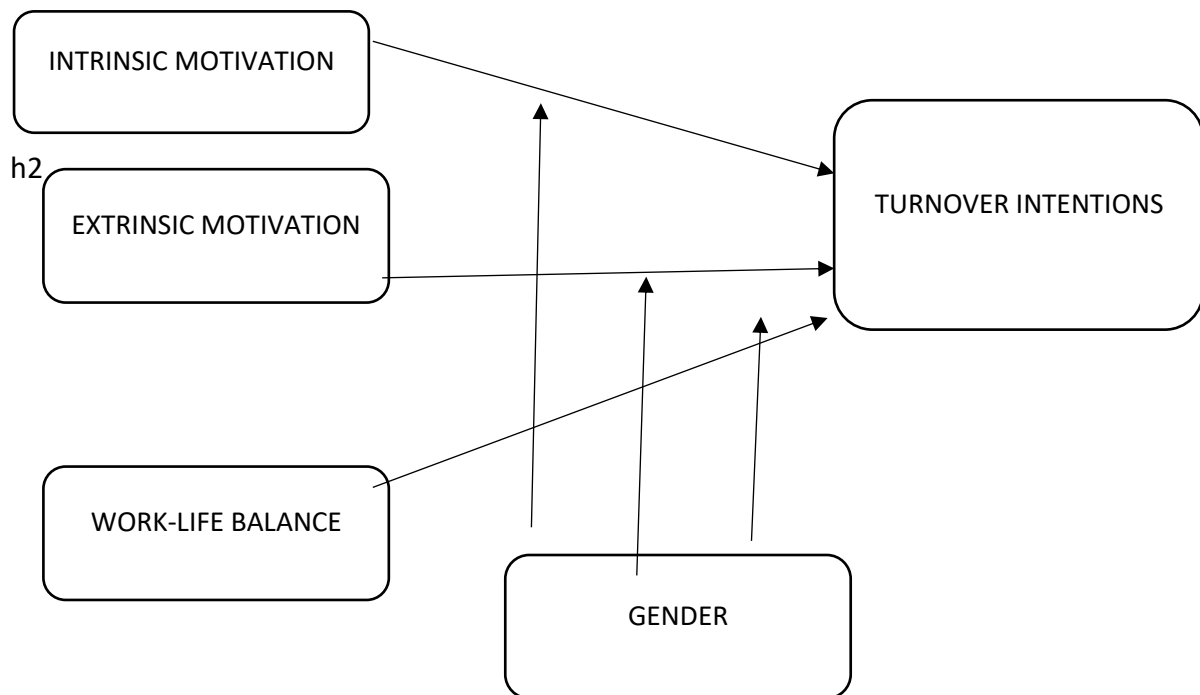 INTRINSIC MOTIVATION
h2
EXTRINSIC MOTIVATION
TURNOVER INTENTIONS
WORK-LIFE BALANCE
GENDER